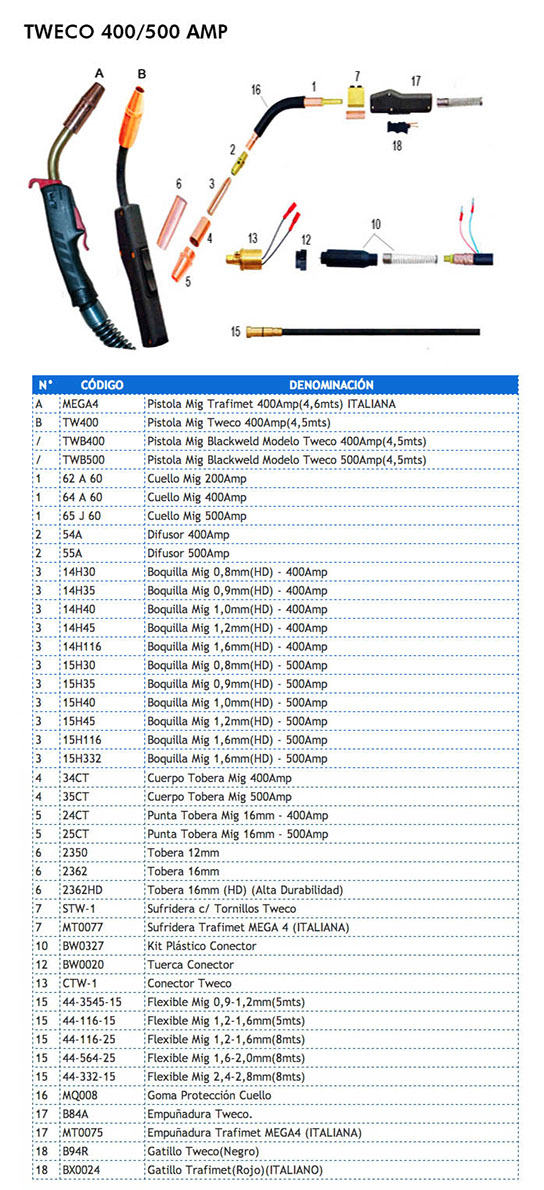 TWECO 400/500 AMP
A
B
16
1
7
17
2
18
3
6
4
13
12
10
5
15
N° CÓDIGO DENOMINACIÓN
A MEGA4 Pistola Mig Trafimet 400Amp(4,6mts) ITALIANA
B TW400 Pistola Mig Tweco 400Amp(4,5mts)
/ TWB400 Pistola Mig Blackweld Modelo Tweco 400Amp(4,5mts)
/ TWB500 Pistola Mig Blackweld Modelo Tweco 500Amp(4,5mts)
1 62 A 60 Cuello Mig 200Amp
1 64 A 60 Cuello Mig 400Amp
1 65 J 60 Cuello Mig 500Amp
2 54A Difusor 400Amp
2 55A Difusor 500Amp
3 14H30 Boquilla Mig 0,8mm(HD) - 400Amp
3 14H35 Boquilla Mig 0,9mm(HD) - 400Amp
3 14H40 Boquilla Mig 1,0mm(HD) - 400Amp
3 14H45 Boquilla Mig 1,2mm(HD) - 400Amp
3 14H116 Boquilla Mig 1,6mm(HD) - 400Amp
3 15H30 Boquilla Mig 0,8mm(HD) - 500Amp
3 15H35 Boquilla Mig 0,9mm(HD) - 500Amp
3 15H40 Boquilla Mig 1,0mm(HD) - 500Amp
3 15H45 Boquilla Mig 1,2mm(HD) - 500Amp
3 15H116 Boquilla Mig 1,6mm(HD) - 500Amp
3 15H332 Boquilla Mig 1,6mm(HD) - 500Amp
4 34CT Cuerpo Tobera Mig 400Amp
4 35CT Cuerpo Tobera Mig 500Amp
5 24CT Punta Tobera Mig 16mm - 400Amp
5 25CT Punta Tobera Mig 16mm - 500Amp
6 2350 Tobera 12mm
6 2362 Tobera 16mm
6 2362HD Tobera 16mm (HD) (Alta Durabilidad)
7 STW-1 Sufridera c/ Tornillos Tweco
7 MT0077 Sufridera Trafimet MEGA 4 (ITALIANA)
10 BW0327 Kit Plástico Conector
12 BW0020 Tuerca Conector
13 CTW-1 Conector Tweco
15 44-3545-15 Flexible Mig 0,9-1,2mm(5mts)
15 44-116-15 Flexible Mig 1,2-1,6mm(5mts)
15 44-116-25 Flexible Mig 1,2-1,6mm(8mts)
15 44-564-25 Flexible Mig 1,6-2,0mm(8mts)
15 44-332-15 Flexible Mig 2,4-2,8mm(8mts)
16 MQ008 Goma Protección Cuello
17 B84A Empuñadura Tweco.
17 MT0075 Empuñadura Trafimet MEGA4 (ITALIANA)
18 B94R Gatillo Tweco(Negro)
18 BX0024 Gatillo Trafimet(Rojo)(ITALIANO)